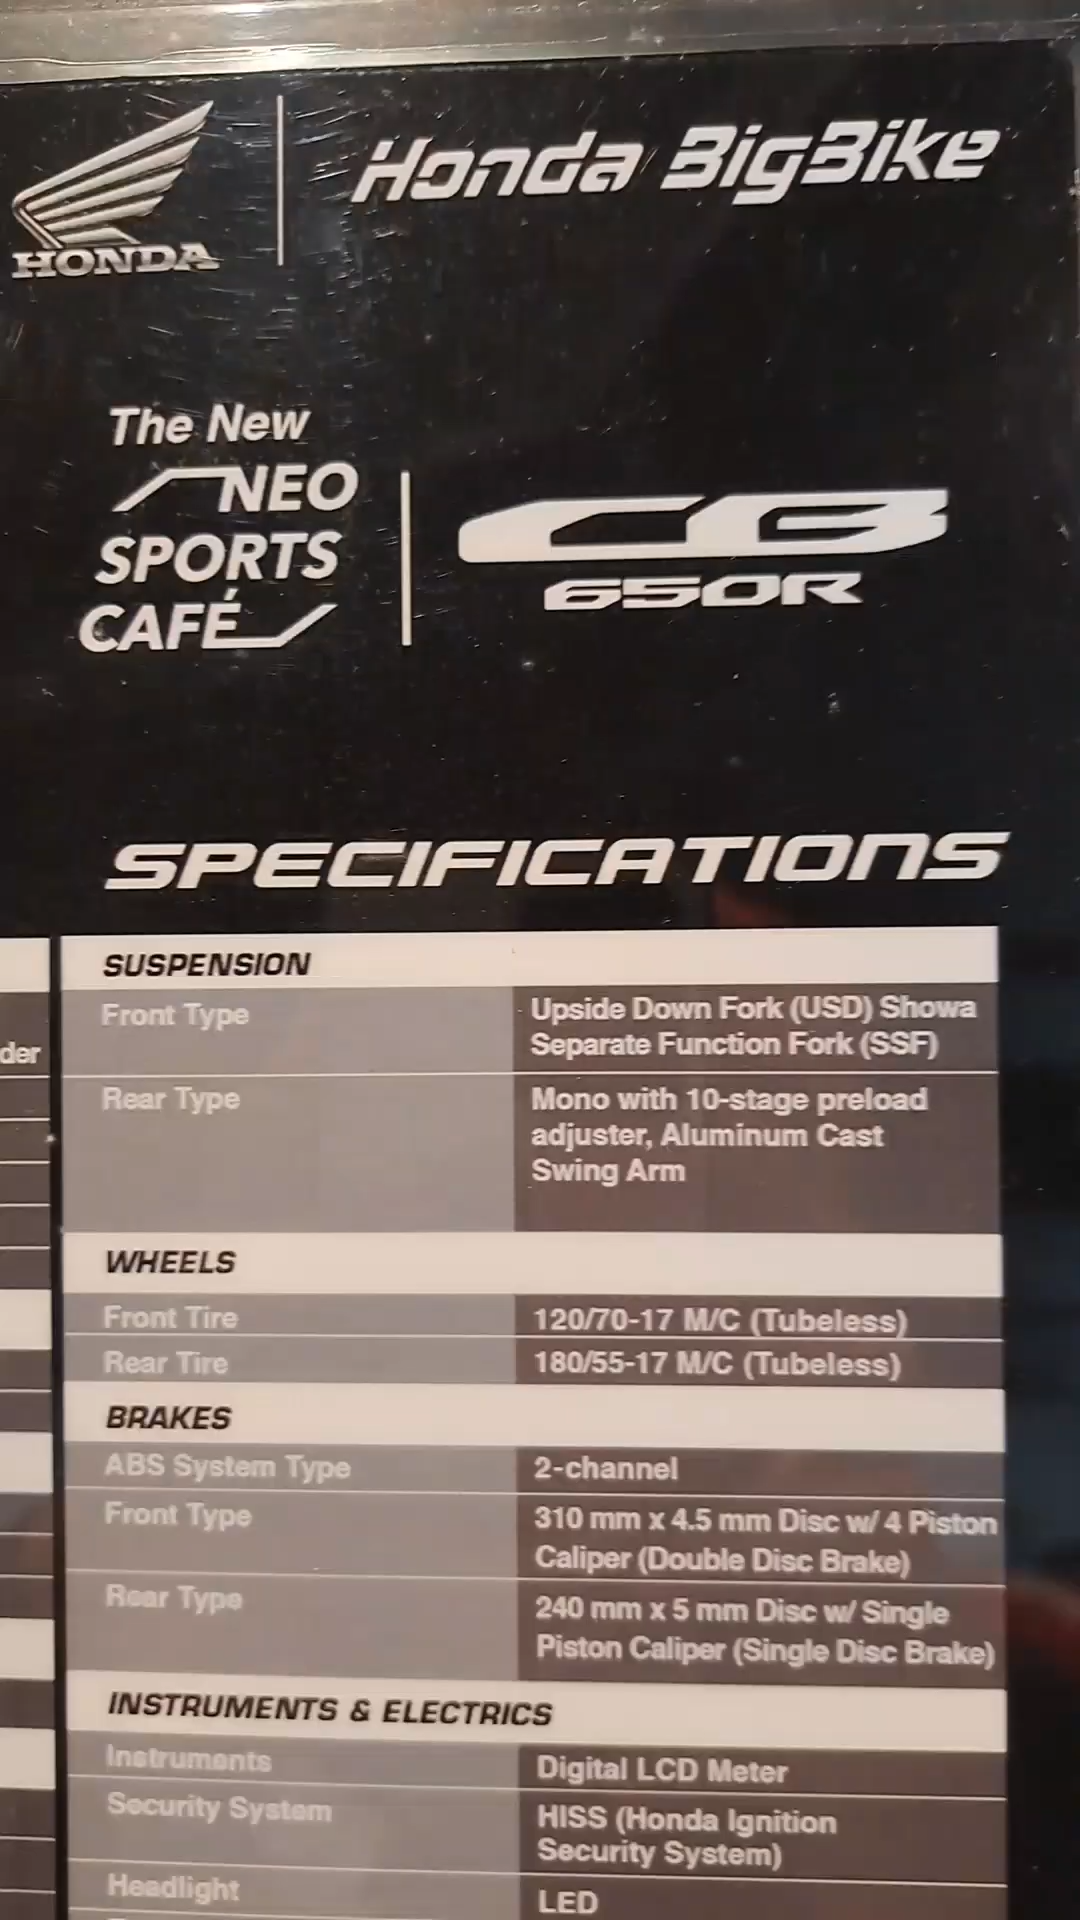 HONDA
Honda BigBike
The New
NEO
SPORTS
CAFÉ
CB
650R
SPECIFICATIONS
der
SUSPENSION
Front Type
Upside Down Fork (USD) Showa
Separate Function Fork (SSF)
Rear Type
Mono with 10-stage preload
adjuster, Aluminum Cast
Swing Arm
WHEELS
Front Tire
120/70-17 M/C (Tubeless)
Rear Tire
180/55-17 M/C (Tubeless)
BRAKES
ABS System Type
2-channel
Front Type
310 mm x 4.5 mm Disc w/ 4 Piston
Caliper (Double Disc Brake)
Rear Type
240 mm x 5 mm Disc w/ Single
Piston Caliper (Single Disc Brake)
INSTRUMENTS & ELECTRICS
Instruments
Digital LCD Meter
Security System
HISS (Honda Ignition
Security System)
Headlight
LED